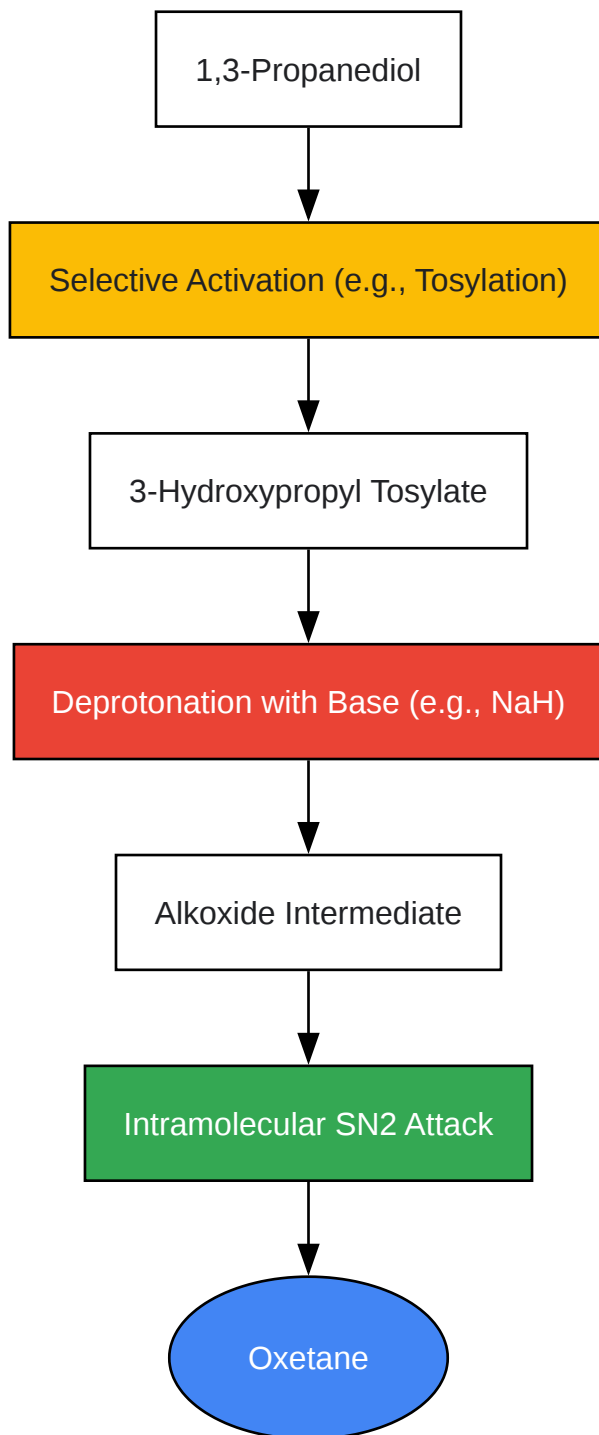 1,3-Propanediol
Selective Activation (e.g., Tosylation)
3-Hydroxypropyl Tosylate
Deprotonation with Base (e.g., NaH)
Alkoxide Intermediate
Intramolecular SN2 Attack
Oxetane